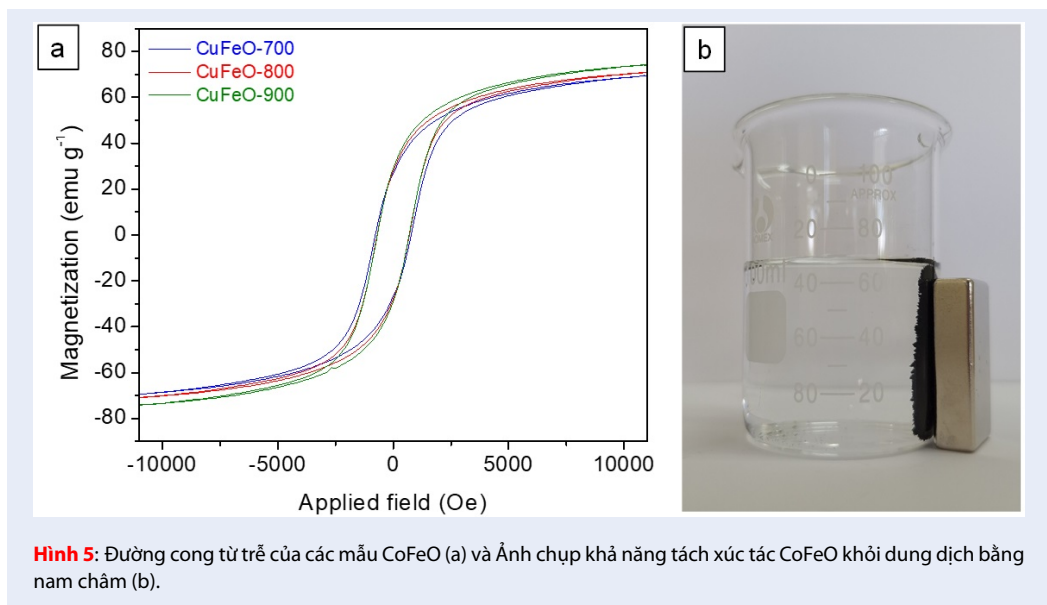 a
CuFeO-700
CuFeO-800
CuFeO-900
80
60
40
20
0
-20
-40
-60
-80
Magnetization (emu g⁻¹)
-10000 -5000 0 5000 10000
Applied field (Oe)
b
0 100
APPROX
20 80
40 60
60 40
80 20
Hình 5: Đường cong từ trễ của các mẫu CoFeO (a) và Ảnh chụp khả năng tách xúc tác CoFeO khỏi dung dịch bằng
nam châm (b).